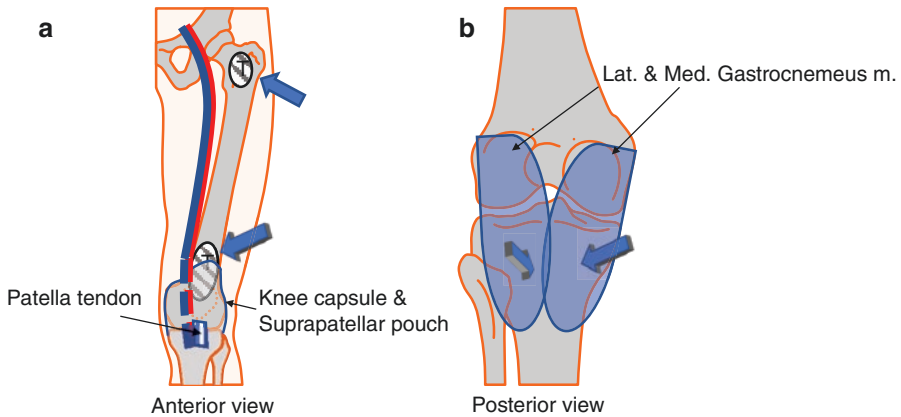 a
b
T
Lat. & Med. Gastrocnemeus m.
T
Patella tendon
Knee capsule &
Suprapatellar pouch
Anterior view
Posterior view